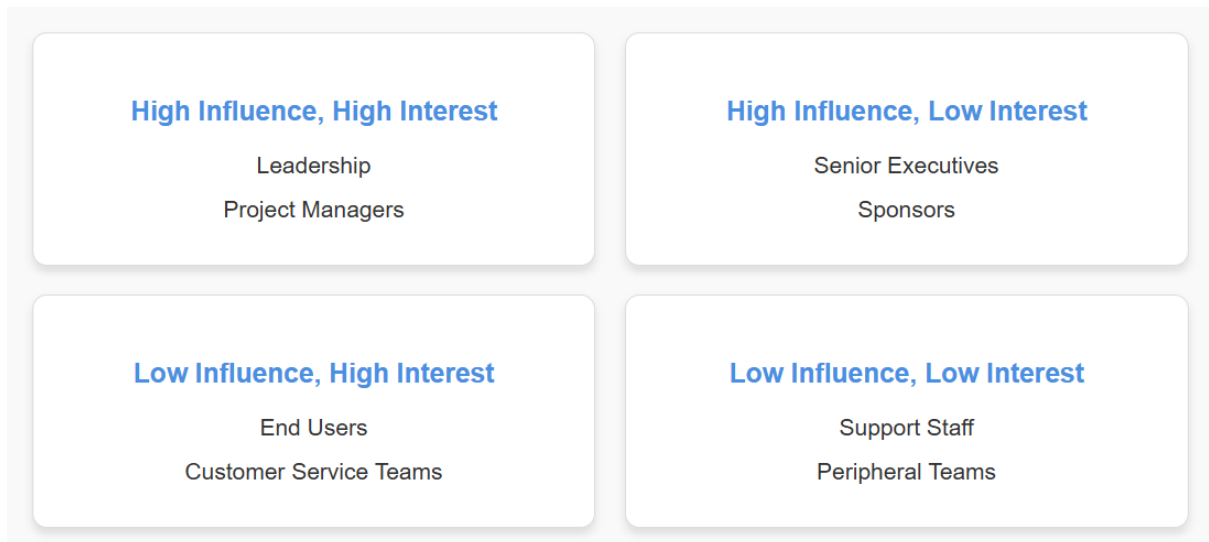 High Influence, High Interest
Leadership
Project Managers
High Influence, Low Interest
Senior Executives
Sponsors
Low Influence, High Interest
End Users
Customer Service Teams
Low Influence, Low Interest
Support Staff
Peripheral Teams